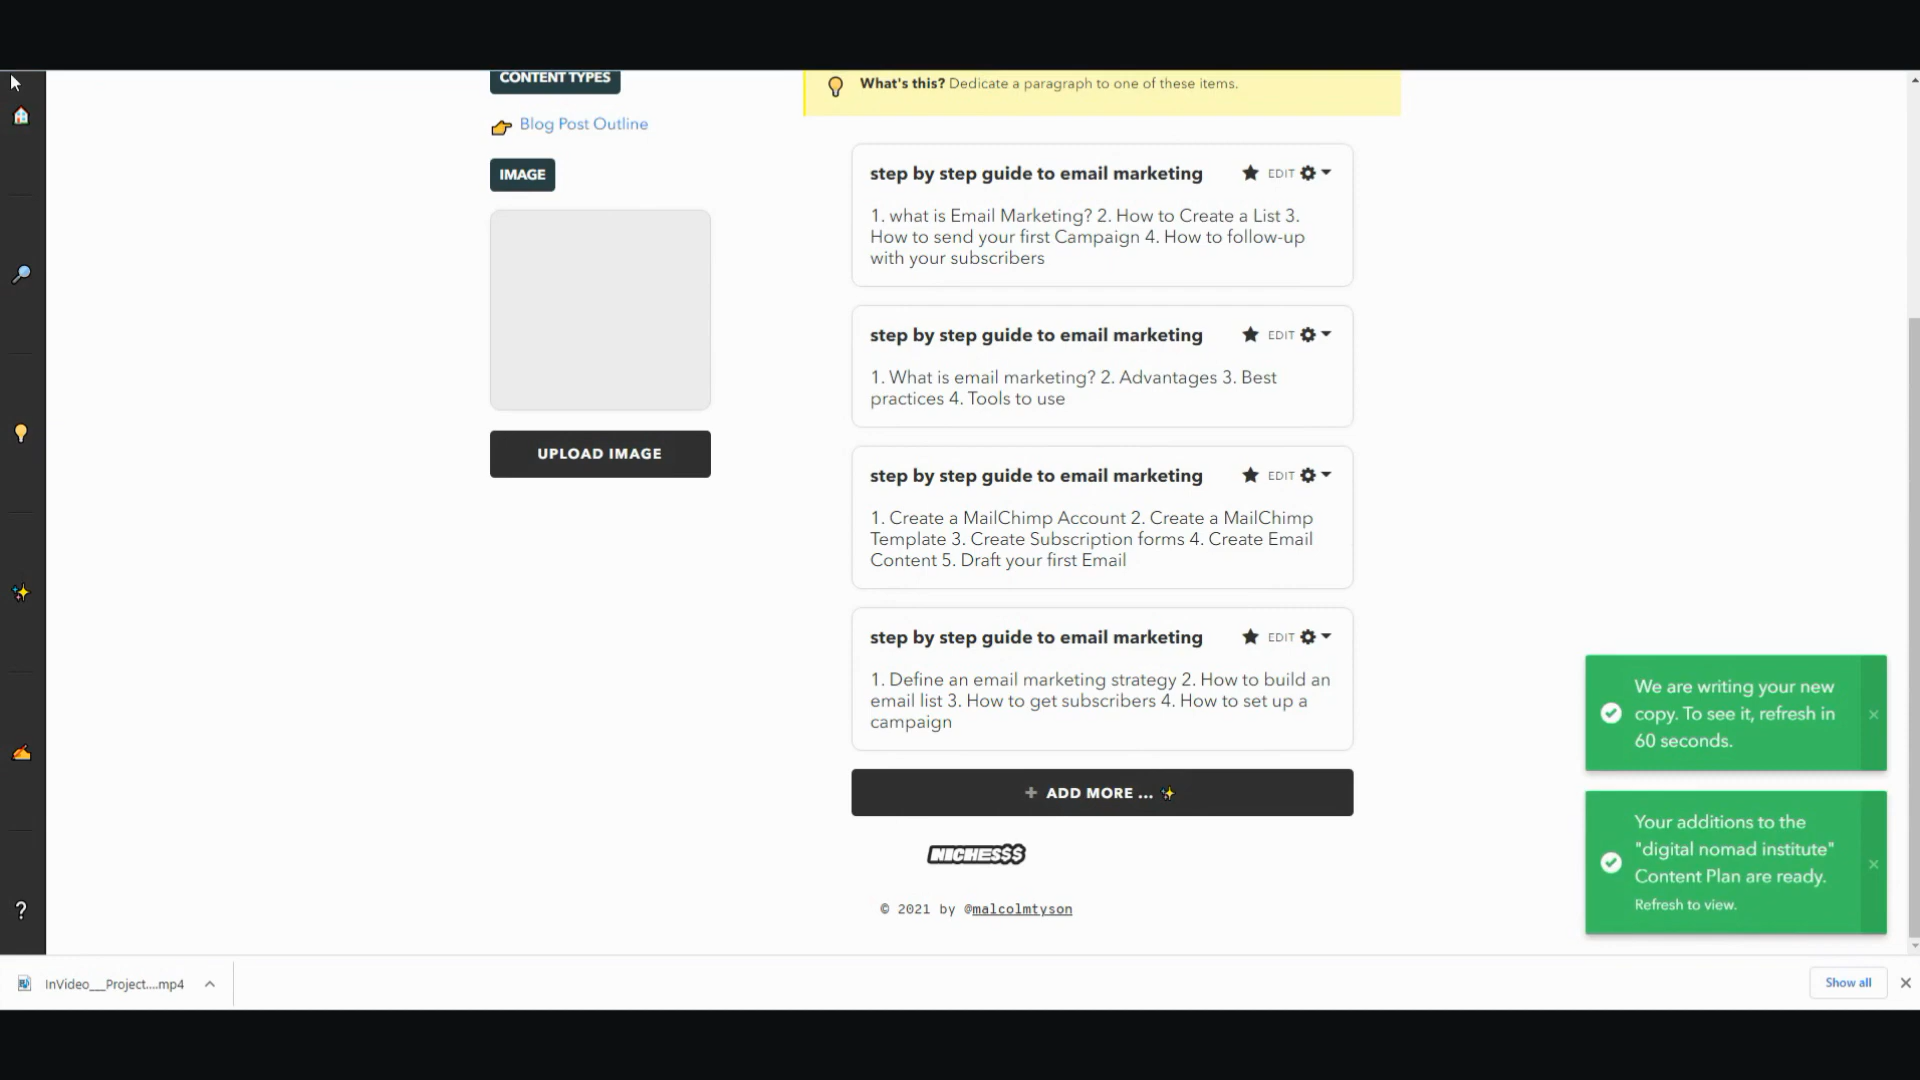 CONTENT TYPES
Blog Post Outline
IMAGE
UPLOAD IMAGE
What's this? Dedicate a paragraph to one of these items.
step by step guide to email marketing
EDIT
1. what is Email Marketing? 2. How to Create a List 3.
How to send your first Campaign 4. How to follow-up
with your subscribers
step by step guide to email marketing
EDIT
1. What is email marketing? 2. Advantages 3. Best
practices 4. Tools to use
step by step guide to email marketing
EDIT
1. Create a MailChimp Account 2. Create a MailChimp
Template 3. Create Subscription forms 4. Create Email
Content 5. Draft your first Email
step by step guide to email marketing
EDIT
1. Define an email marketing strategy 2. How to build an
email list 3. How to get subscribers 4. How to set up a
campaign
+ ADD MORE ...
NICHES$$
© 2021 by @malcolmtyson
We are writing your new
copy. To see it, refresh in
60 seconds.
×
Your additions to the
"digital nomad institute"
Content Plan are ready.
Refresh to view.
×
?
InVideo___Project....mp4
Show all